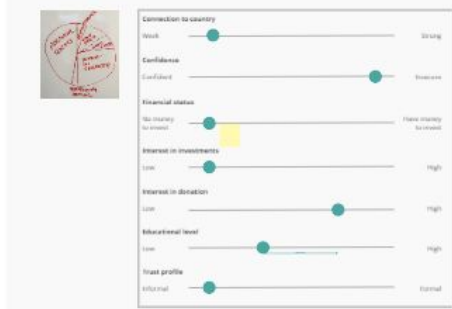 Connection to country
Weak Strong
Confidence
Confident Insecure
Financial status
No money Have money
to invest to invest
Interest in investments
Low High
Interest in donation
Low High
Educational level
Low High
Trust profile
Informal Formal